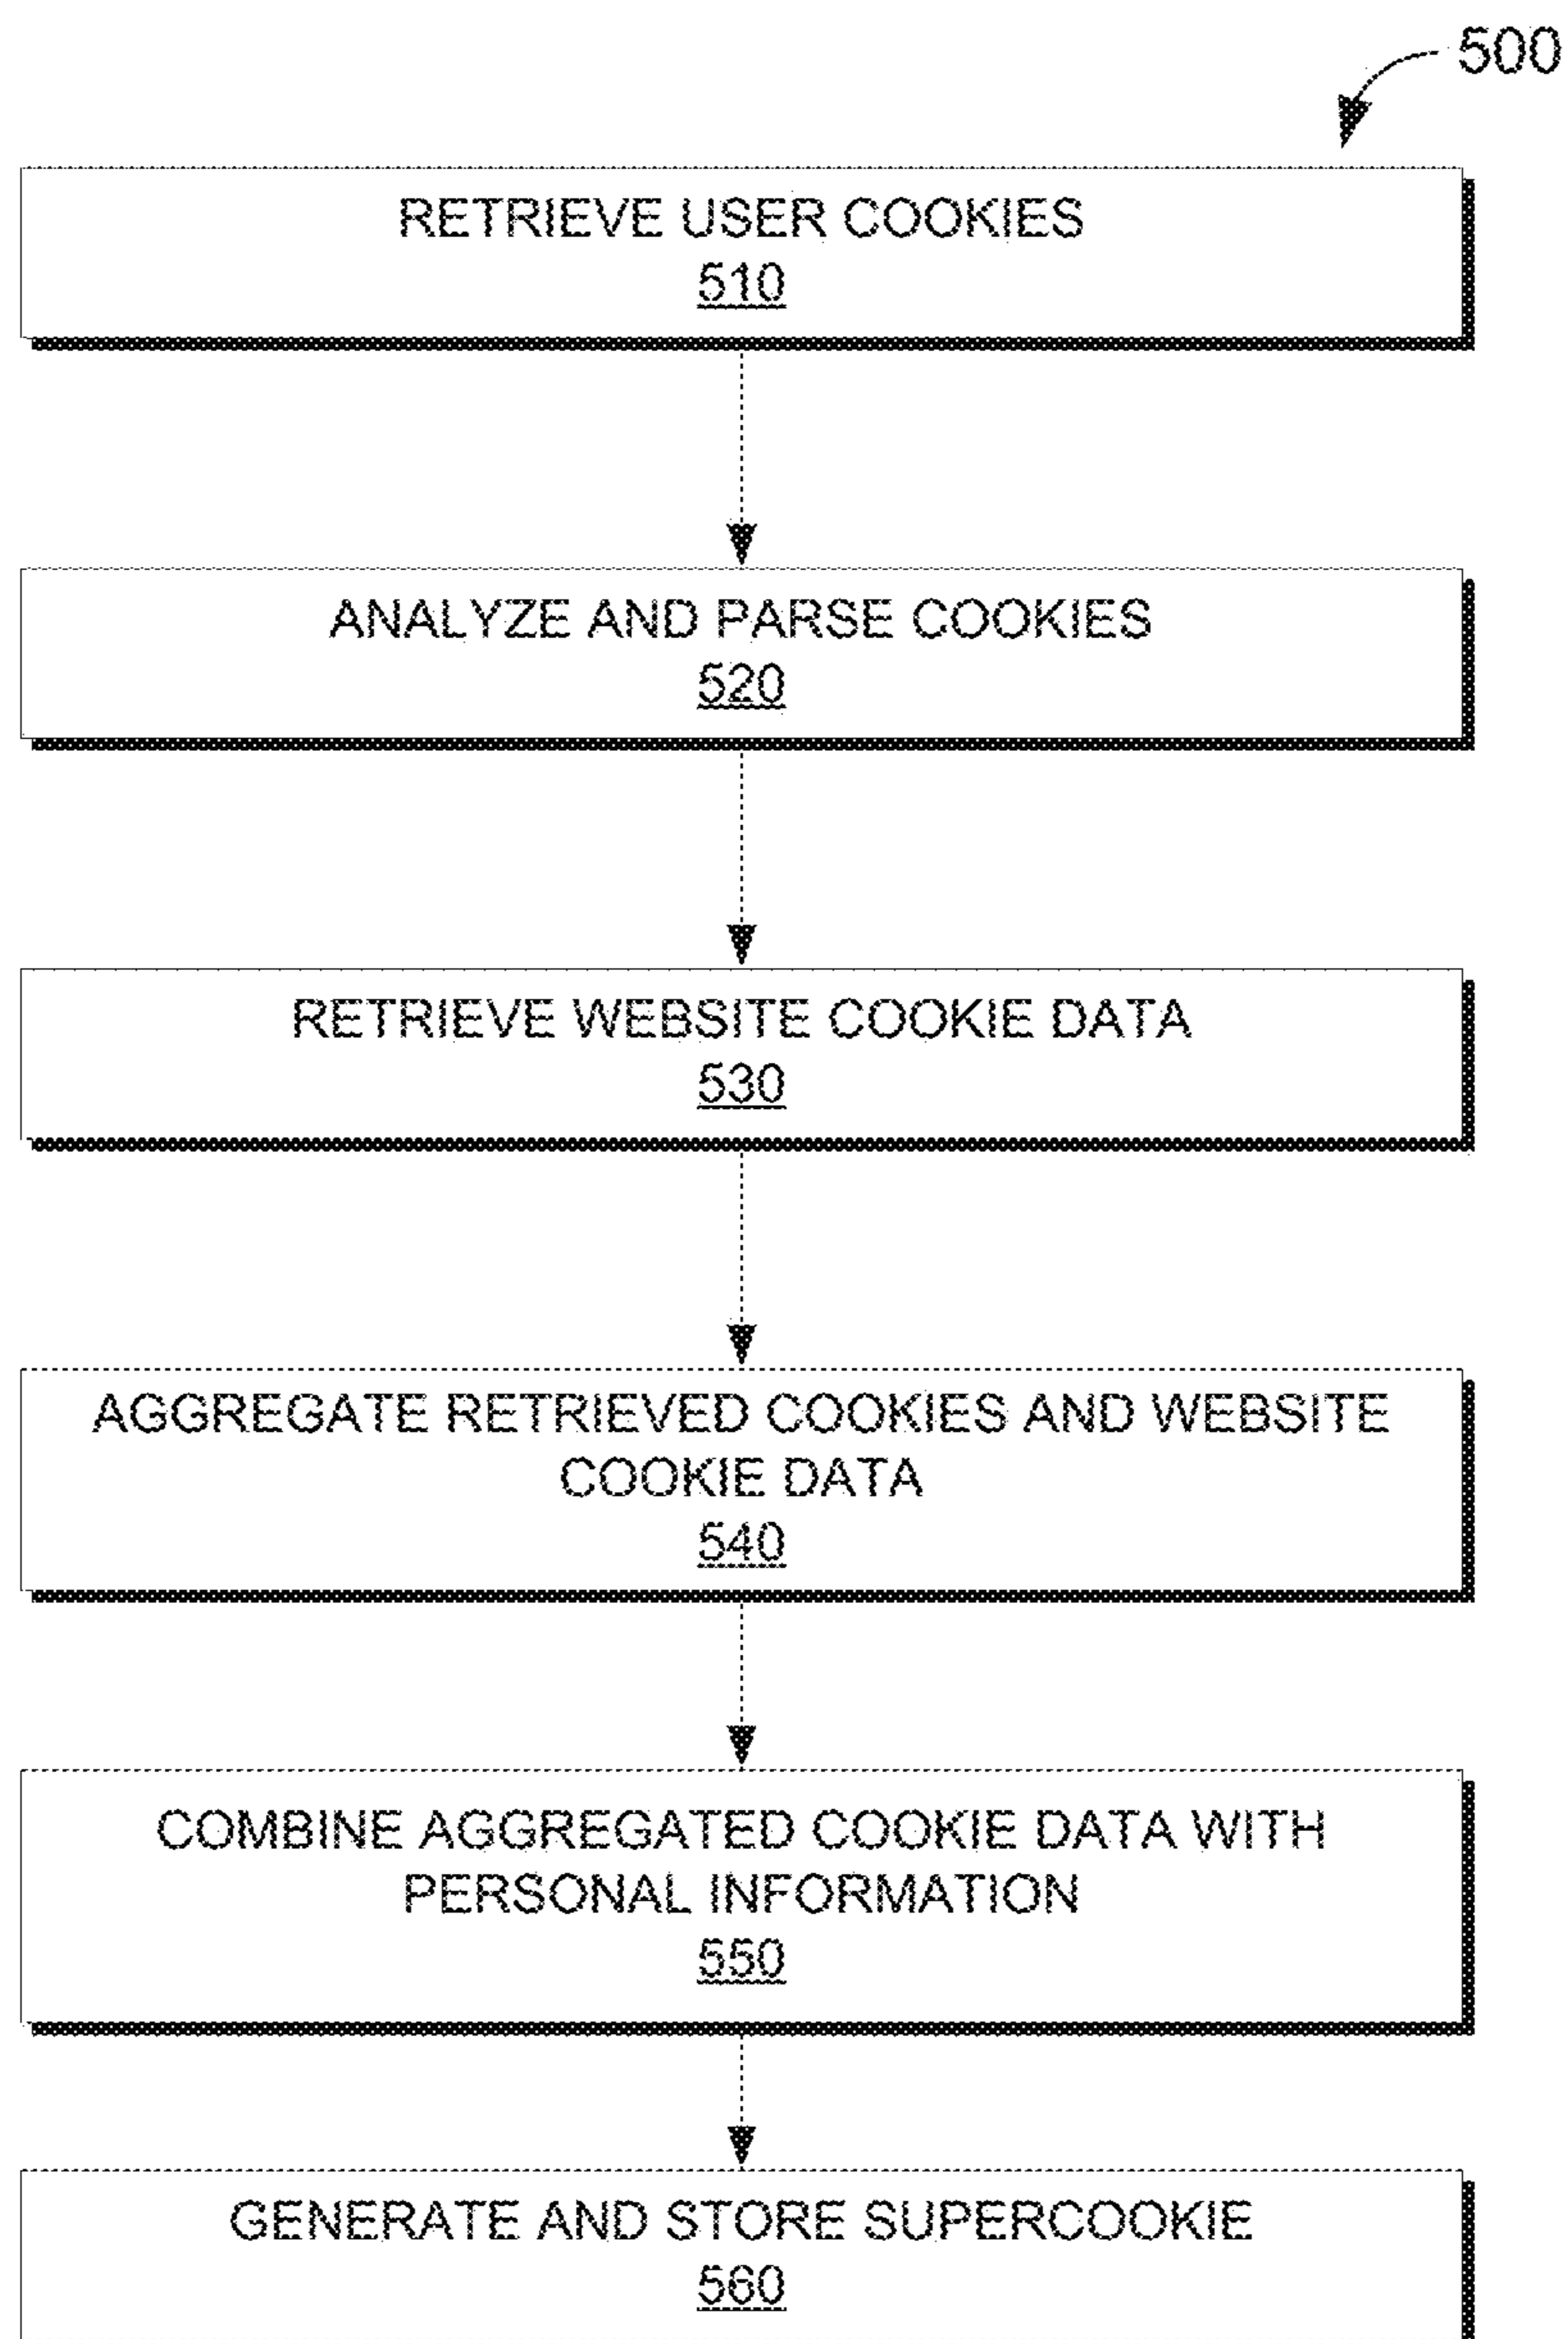 500
RETRIEVE USER COOKIES
510
ANALYZE AND PARSE COOKIES
520
RETRIEVE WEBSITE COOKIE DATA
530
AGGREGATE RETRIEVED COOKIES AND WEBSITE
COOKIE DATA
540
COMBINE AGGREGATED COOKIE DATA WITH
PERSONAL INFORMATION
550
GENERATE AND STORE SUPERCOOKIE
560